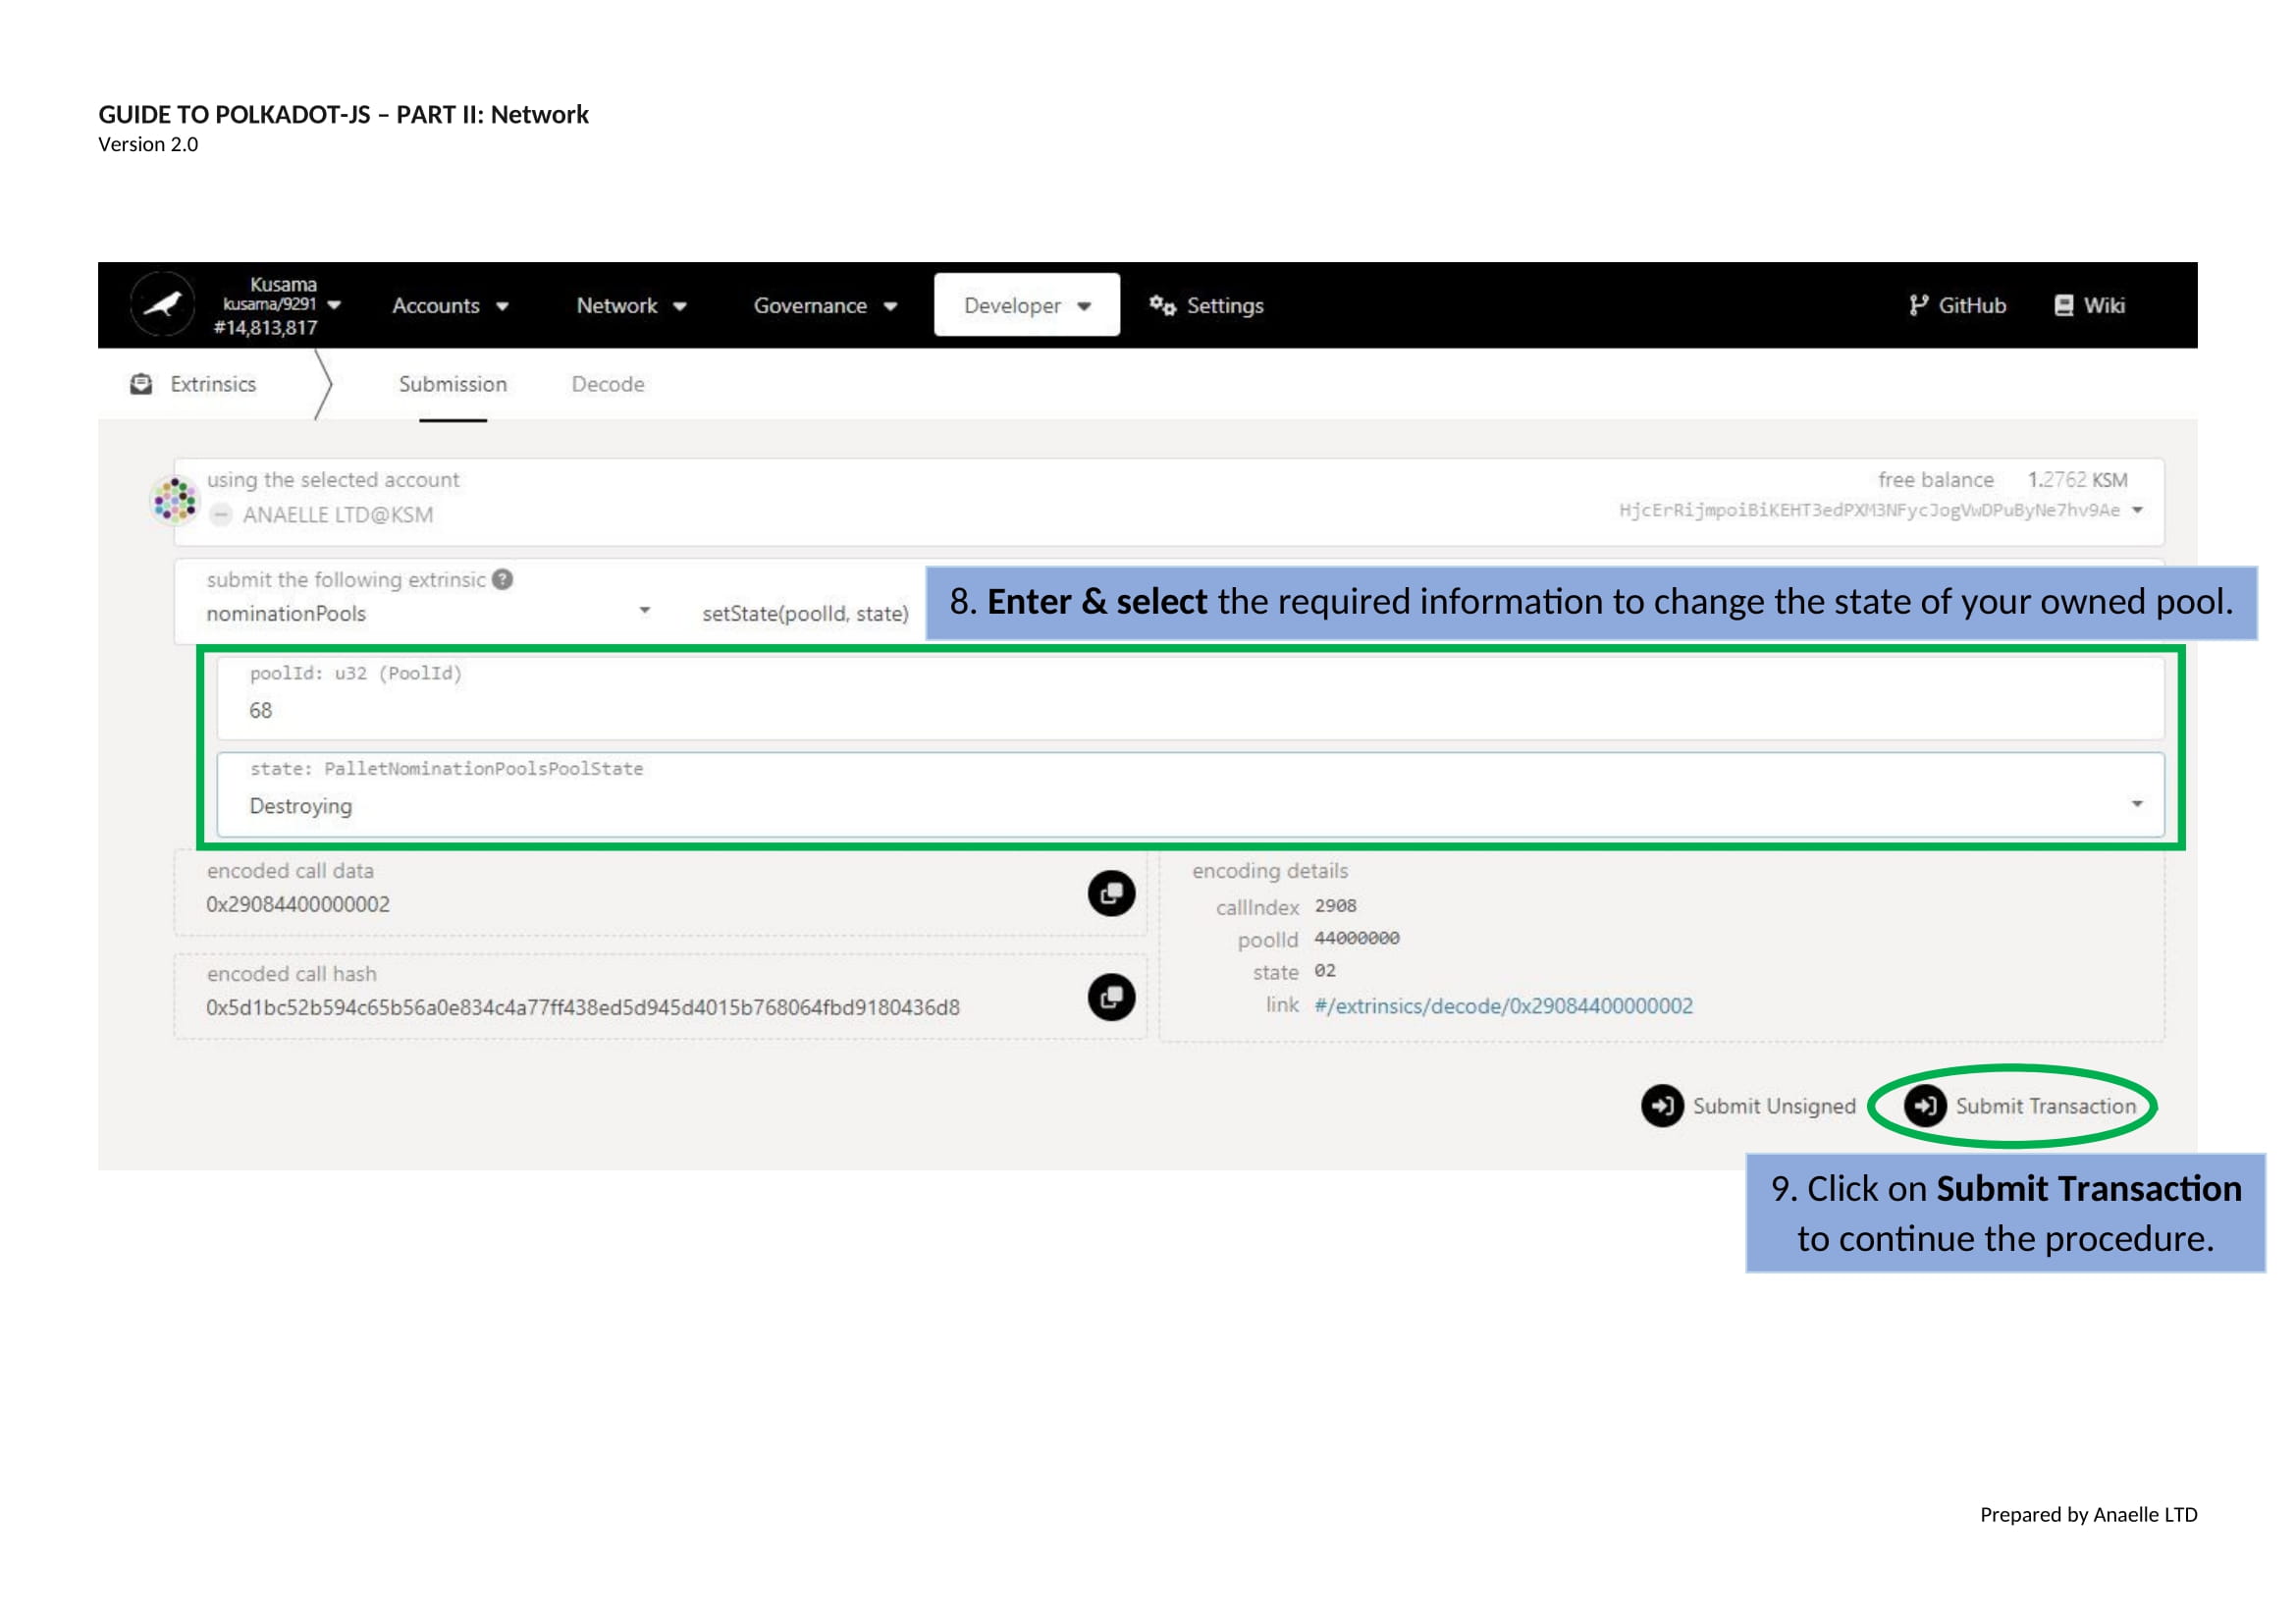 GUIDE TO POLKADOT-JS – PART II: Network
Version 2.0
Kusama
kusama/9291
#14,813,817
Accounts
Network
Governance
Developer
Settings
GitHub
Wiki
Extrinsics
Submission
Decode
using the selected account
ANAELLE LTD@KSM
free balance 1.2762 KSM
HjcErRijmpoiBiKEHT3edPXM3NFycJogVwDPuByNe7hv9Ae
submit the following extrinsic
nominationPools
setState(poolId, state)
8. Enter & select the required information to change the state of your owned pool.
poolId: u32 (PoolId)
68
state: PalletNominationPoolsPoolState
Destroying
encoded call data
0x29084400000002
encoded call hash
0x5d1bc52b594c65b56a0e834c4a77ff438ed5d945d4015b768064fbd9180436d8
encoding details
callIndex 2908
poolId 44000000
state 02
link #/extrinsics/decode/0x29084400000002
Submit Unsigned
Submit Transaction
9. Click on Submit Transaction
to continue the procedure.
Prepared by Anaelle LTD